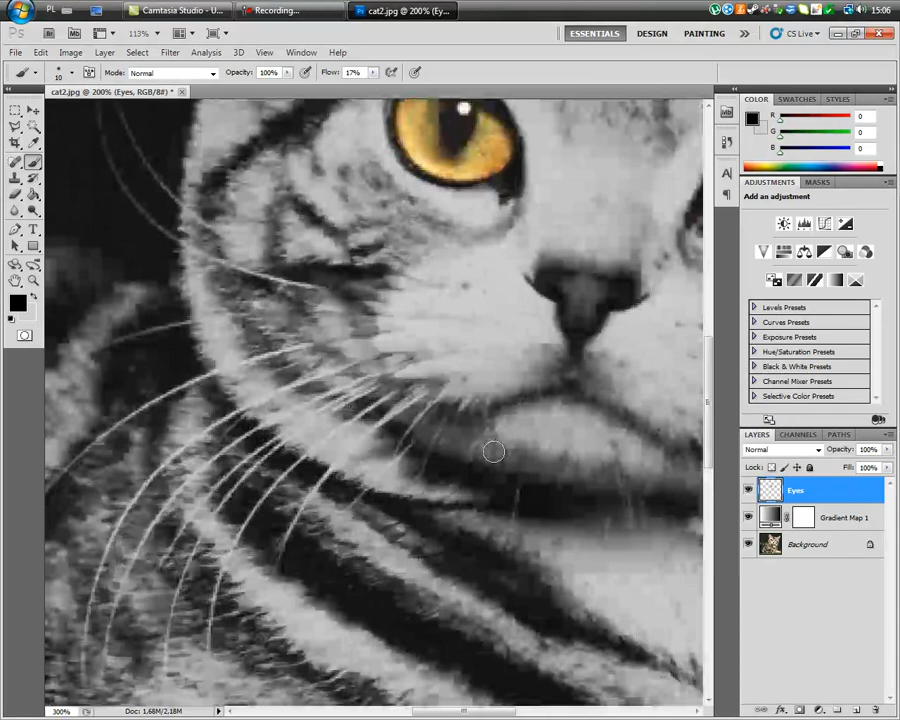 PL Camtasia Studio - U... Recording... cat2.jpg @ 200% (Ey... 15:06
Ps Br Mb 113% ESSENTIALS DESIGN PAINTING CS Live
File Edit Image Layer Select Filter Analysis 3D View Window Help
10 Mode: Normal Opacity: 100% Flow: 17%
cat2.jpg @ 200% (Eyes, RGB/8#) *
COLOR SWATCHES STYLES
R 0
G 0
B 0
ADJUSTMENTS MASKS
Add an adjustment
Levels Presets
Curves Presets
Exposure Presets
Hue/Saturation Presets
Black & White Presets
Channel Mixer Presets
Selective Color Presets
LAYERS CHANNELS PATHS
Normal Opacity: 100%
Lock: Fill: 100%
Eyes
Gradient Map 1
Background
300% Doc: 1,68M/2,18M